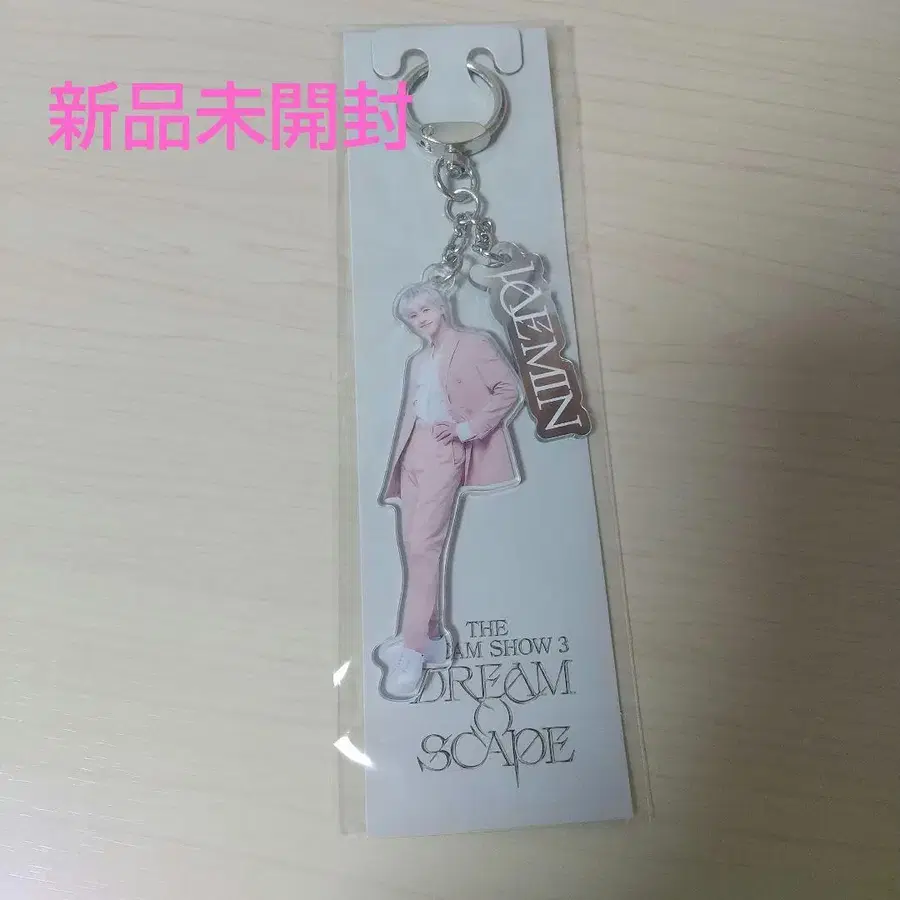 新品未開封
JAEMIN
THE
AM SHOW 3
DREAM
SCAPE